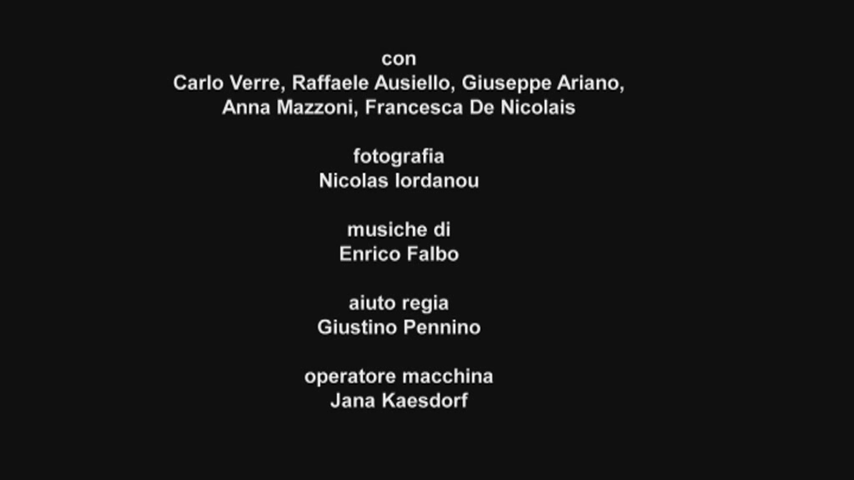 con
Carlo Verre, Raffaele Ausiello, Giuseppe Ariano,
Anna Mazzoni, Francesca De Nicolais
fotografia
Nicolas Iordanou
musiche di
Enrico Falbo
aiuto regia
Giustino Pennino
operatore macchina
Jana Kaesdorf